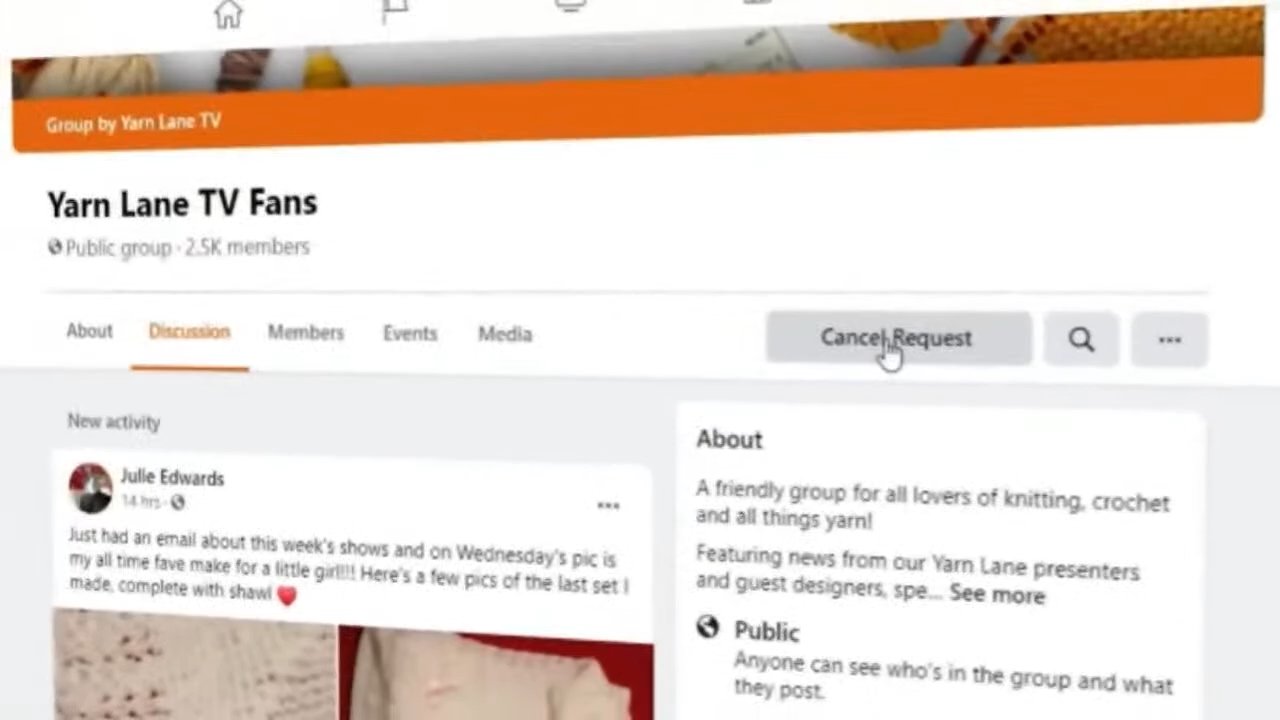 Group by Yarn Lane TV
Yarn Lane TV Fans
Public group · 2.5K members
About Discussion Members Events Media
Cancel Request
New activity
Julie Edwards
14 hrs ·
Just had an email about this week's shows and on Wednesday's pic is
my all time fave make for a little girl!!! Here's a few pics of the last set I
made, complete with shawl ❤️
About
A friendly group for all lovers of knitting, crochet
and all things yarn!
Featuring news from our Yarn Lane presenters
and guest designers, spe... See more
Public
Anyone can see who's in the group and what
they post.